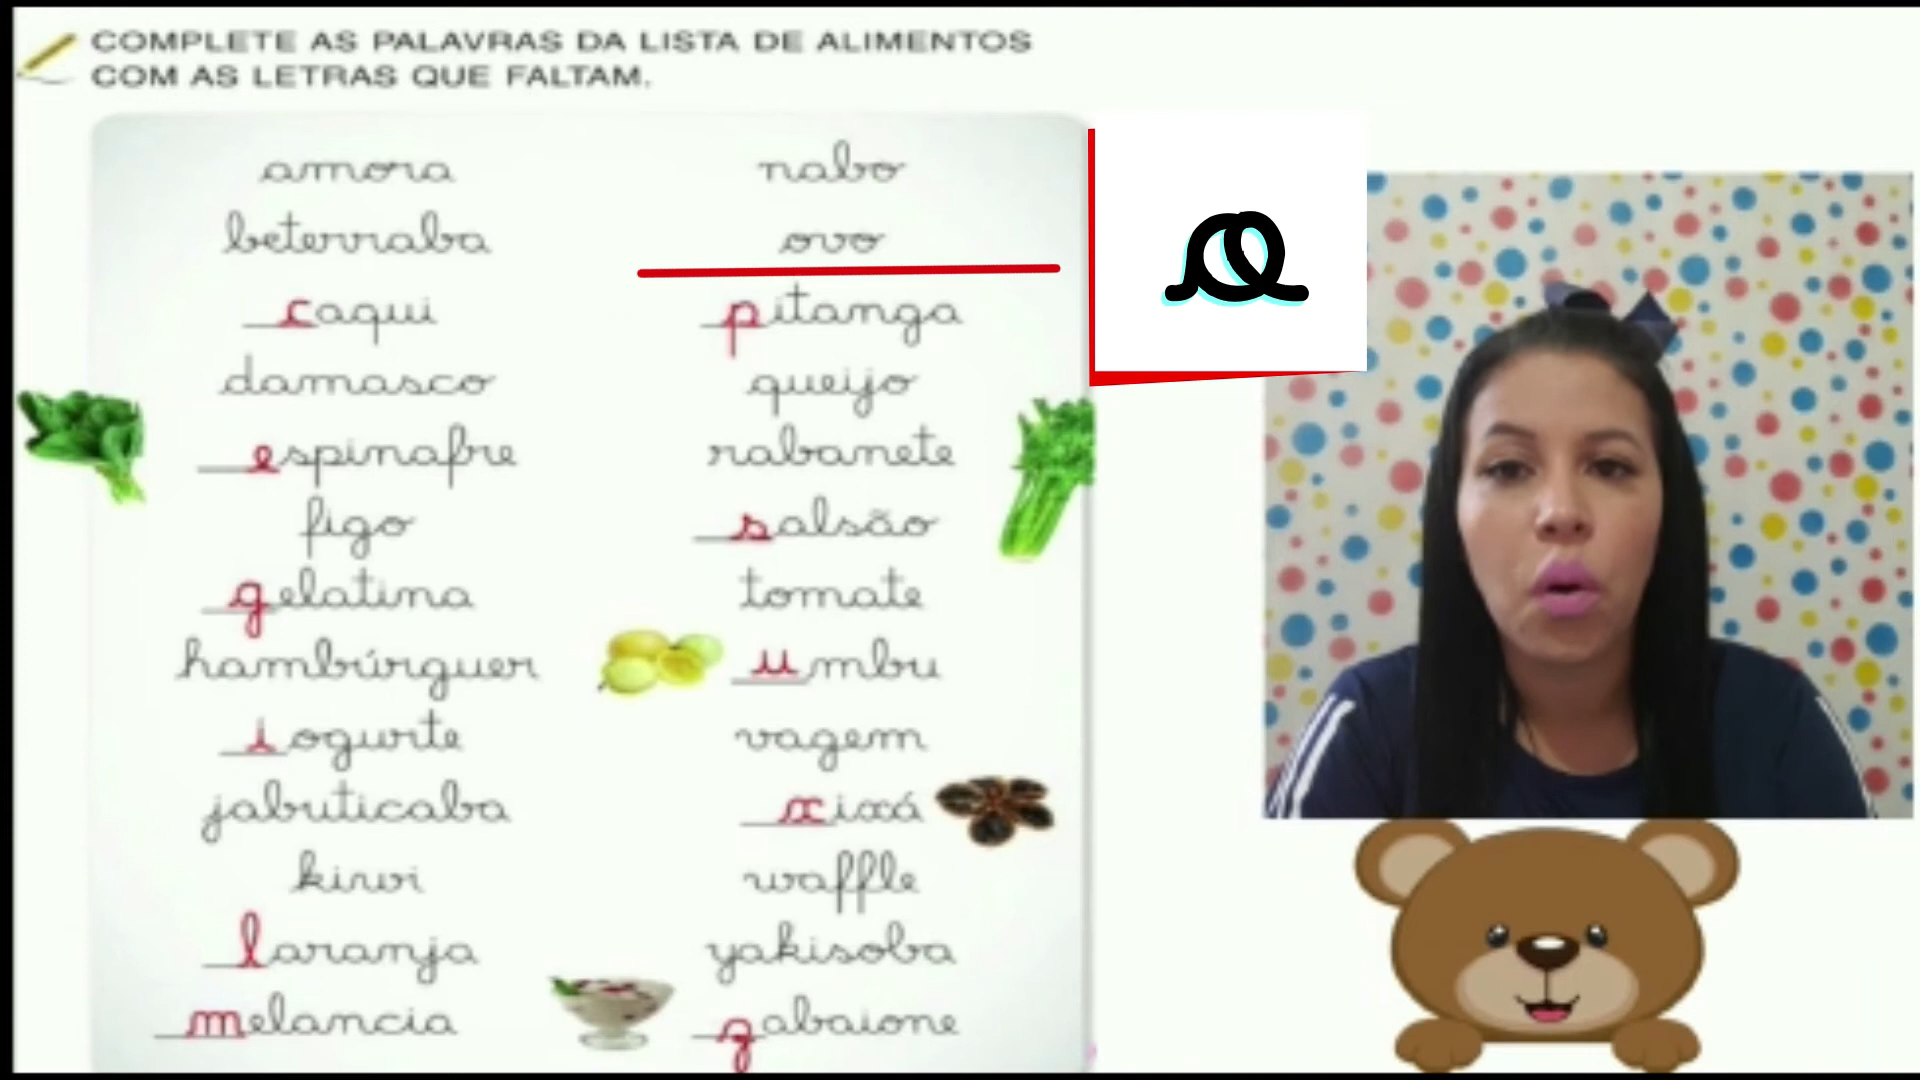 COMPLETE AS PALAVRAS DA LISTA DE ALIMENTOS
COM AS LETRAS QUE FALTAM.
amora
beterraba
caqui
damasco
espinafre
figo
gelatina
hambúrguer
iogurte
jabuticaba
kiwi
laranja
melancia
nabo
ovo
pitanga
queijo
rabanete
salsão
tomate
umbu
vagem
xixá
waffle
yakisoba
zabaione
o